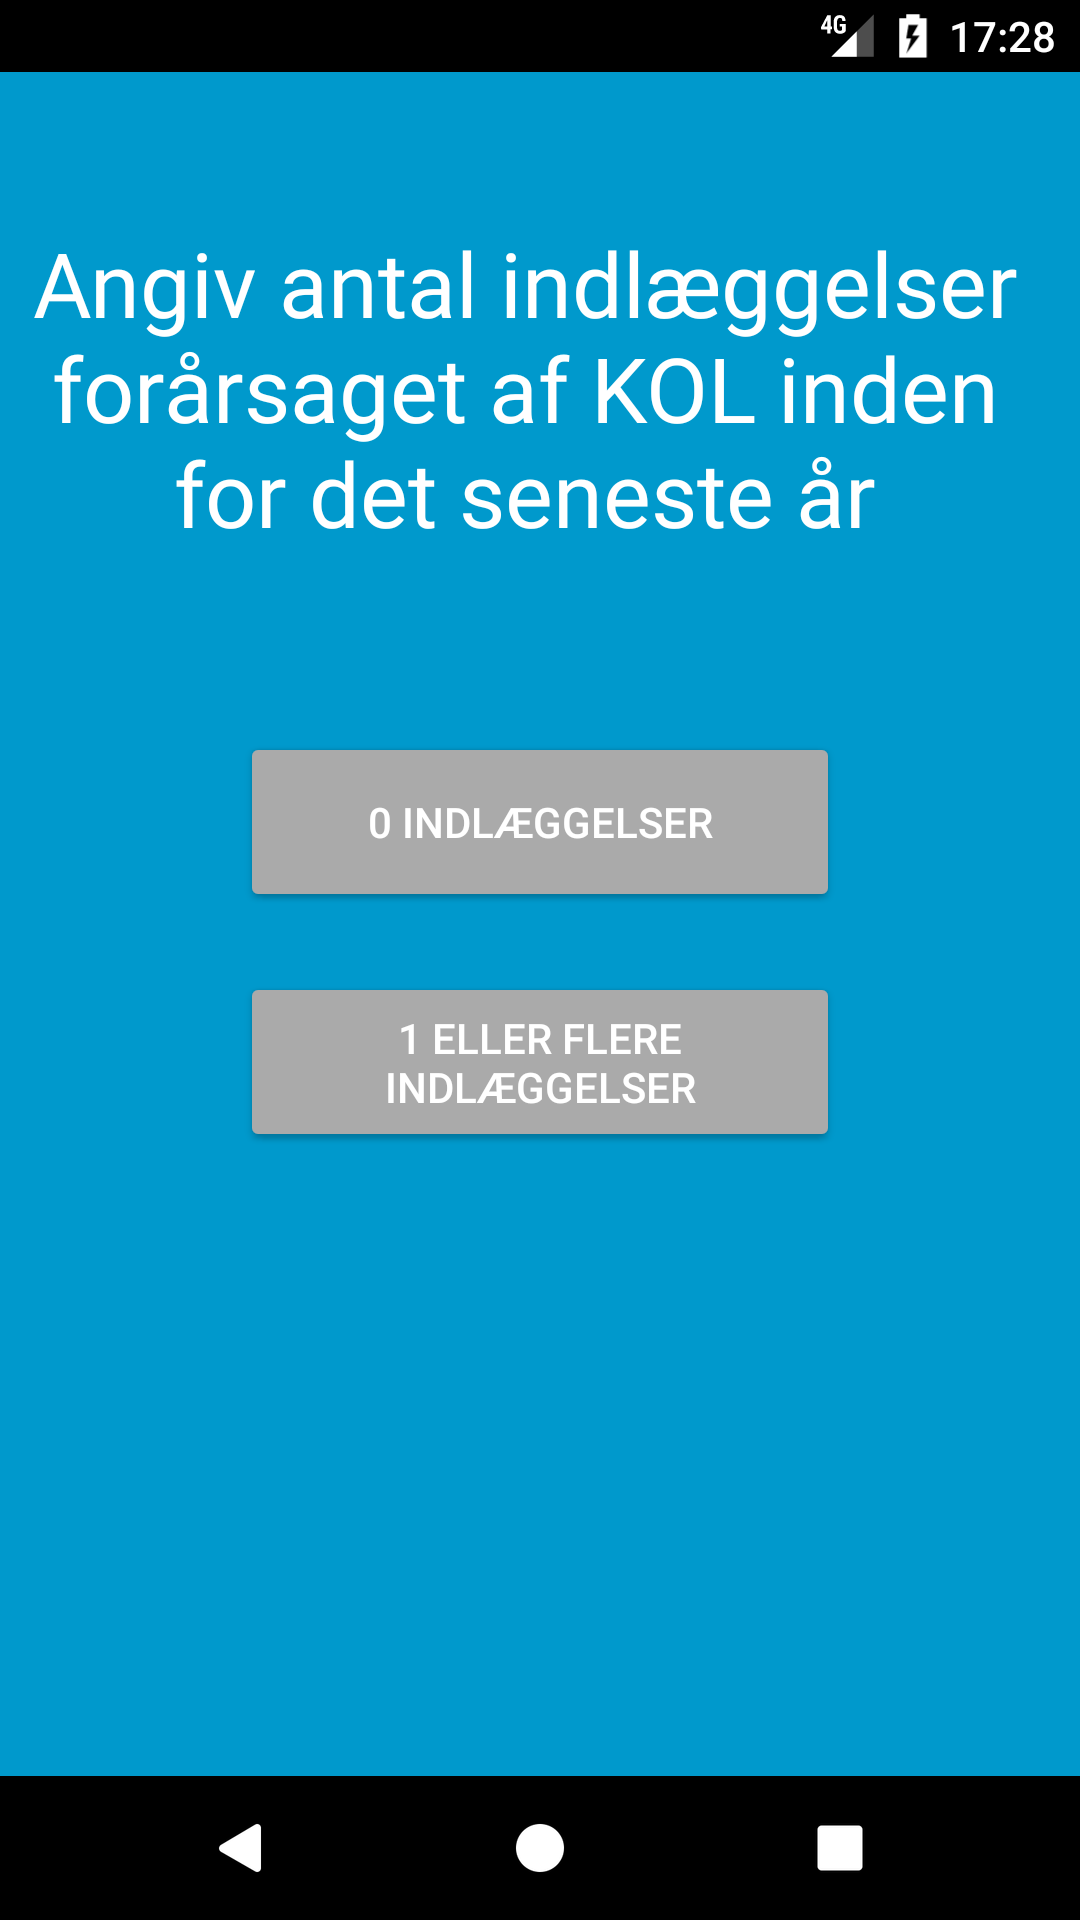 4G 17:28
Angiv antal indlæggelser
forårsaget af KOL inden
for det seneste år
0 INDLÆGGELSER
1 ELLER FLERE
INDLÆGGELSER